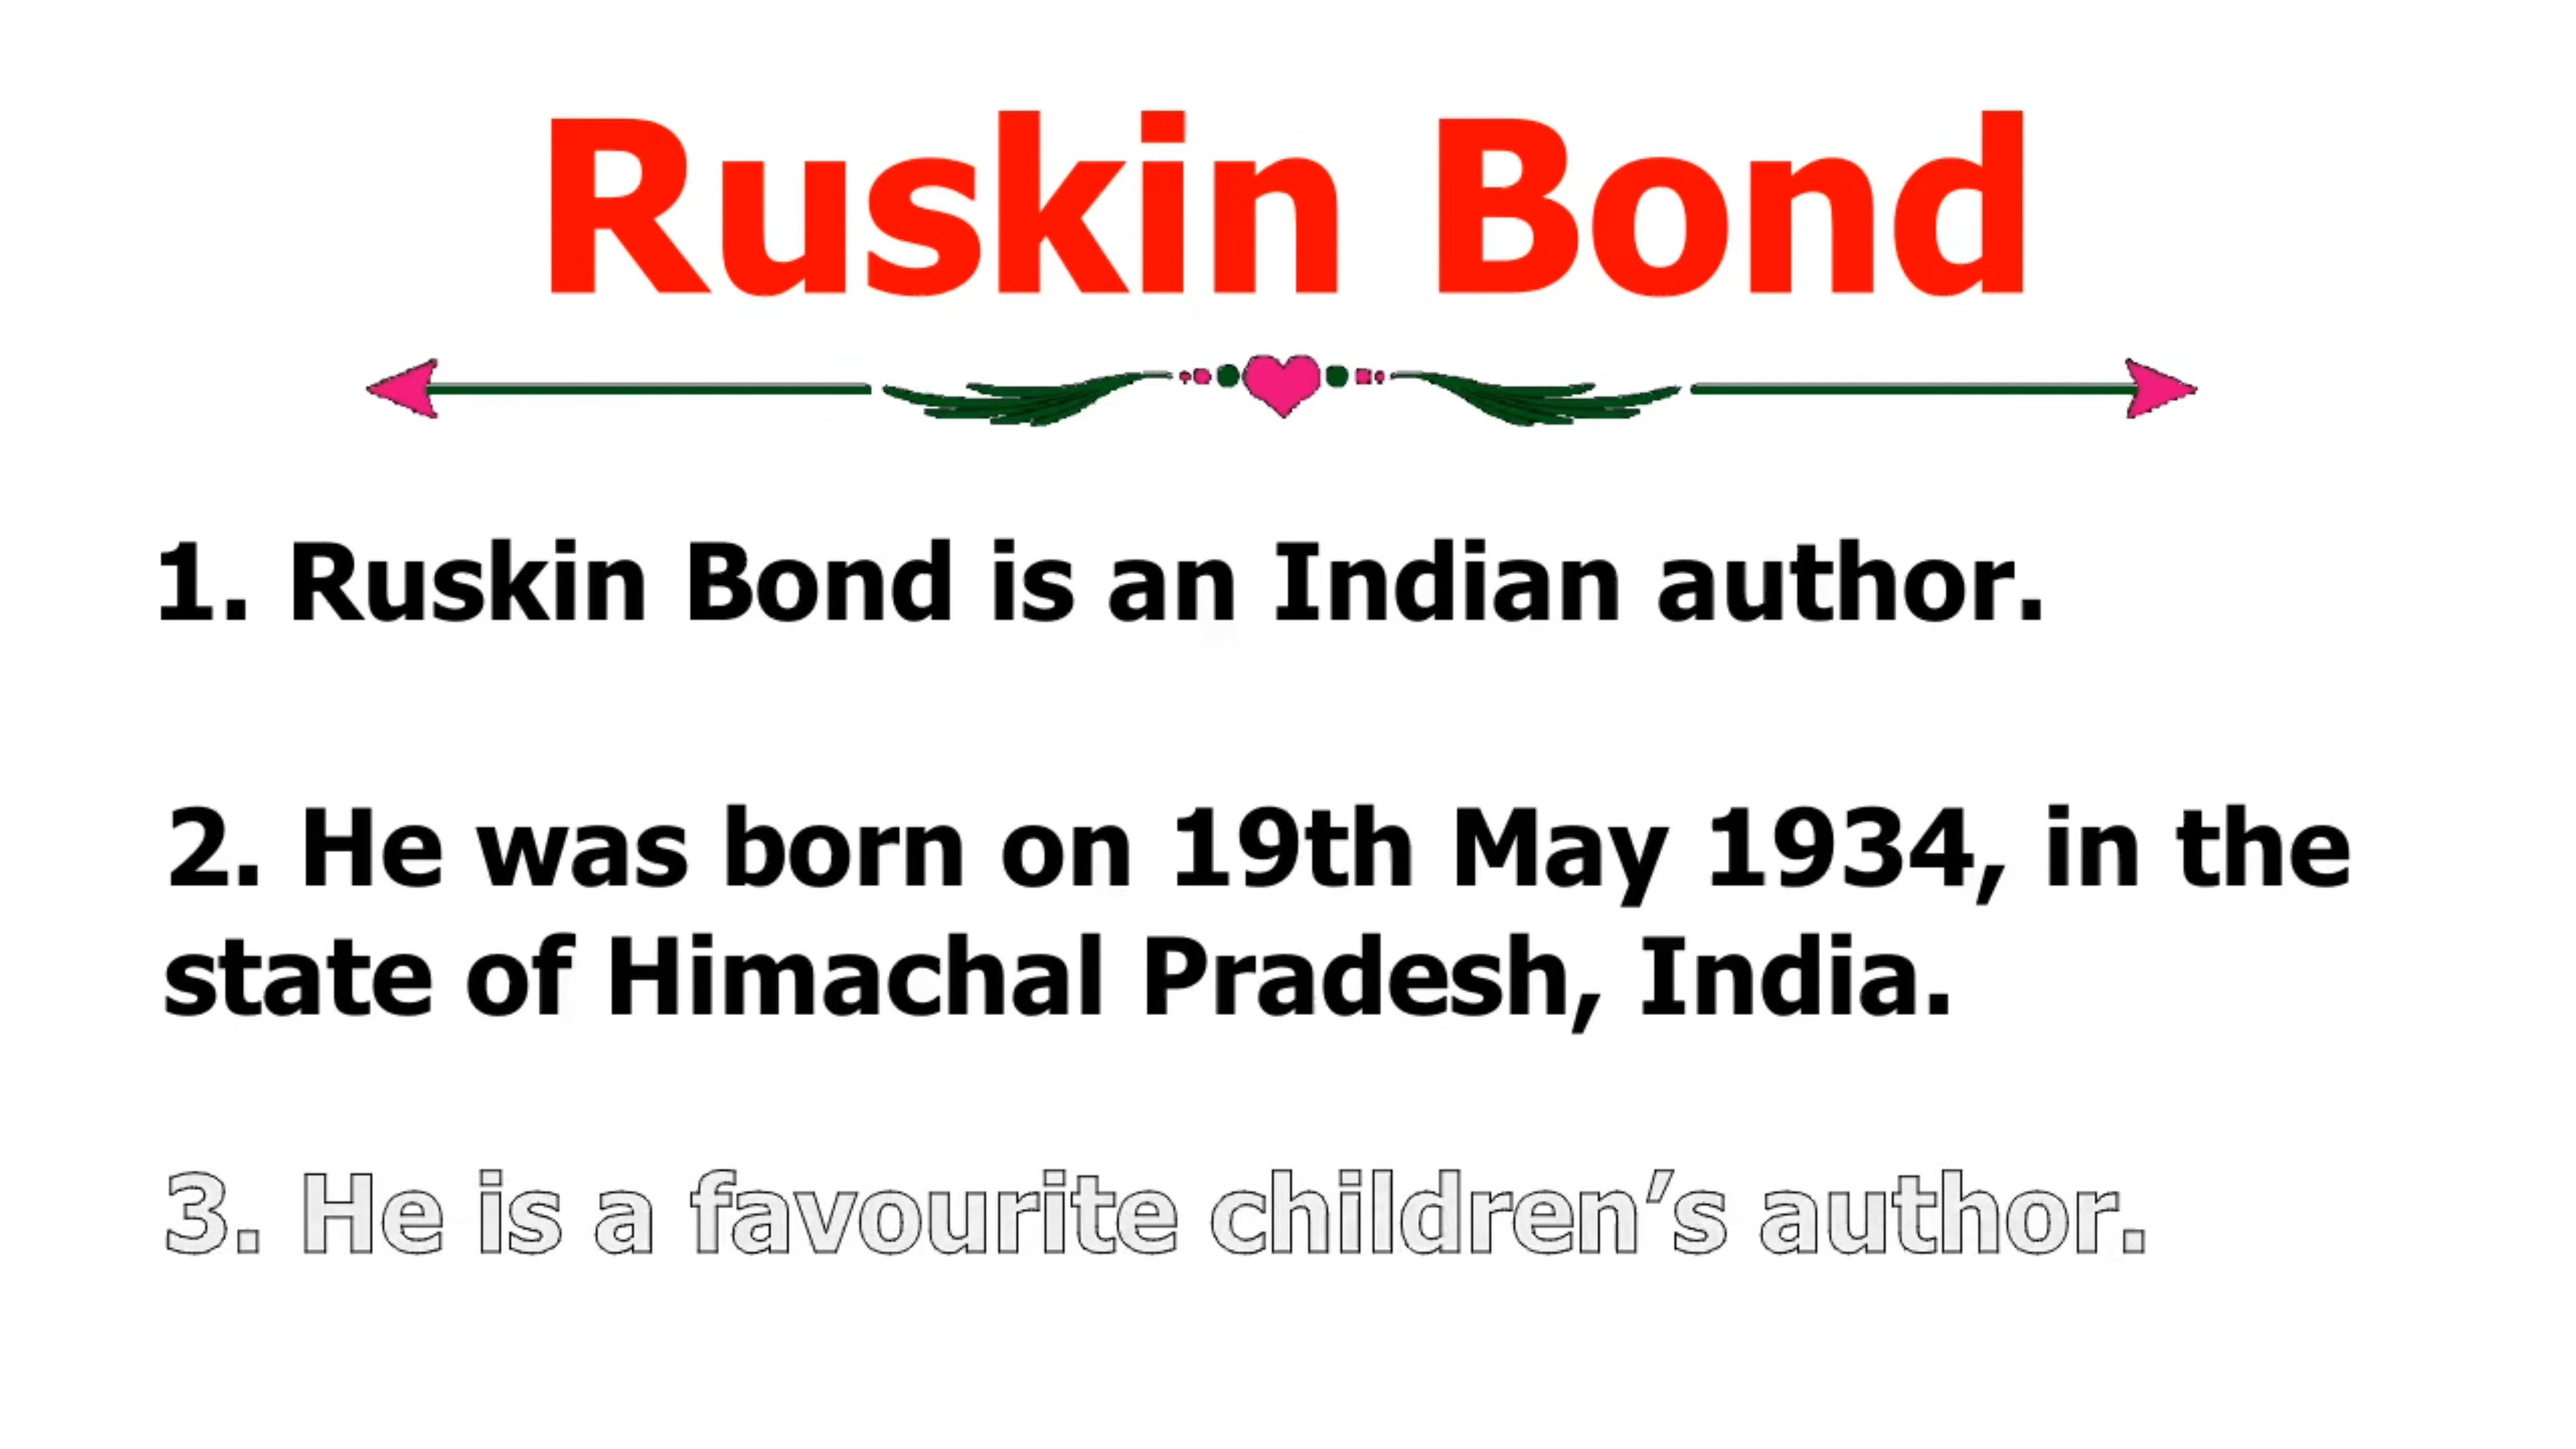 Ruskin Bond
1. Ruskin Bond is an Indian author.
2. He was born on 19th May 1934, in the
state of Himachal Pradesh, India.
3. He is a favourite children’s author.